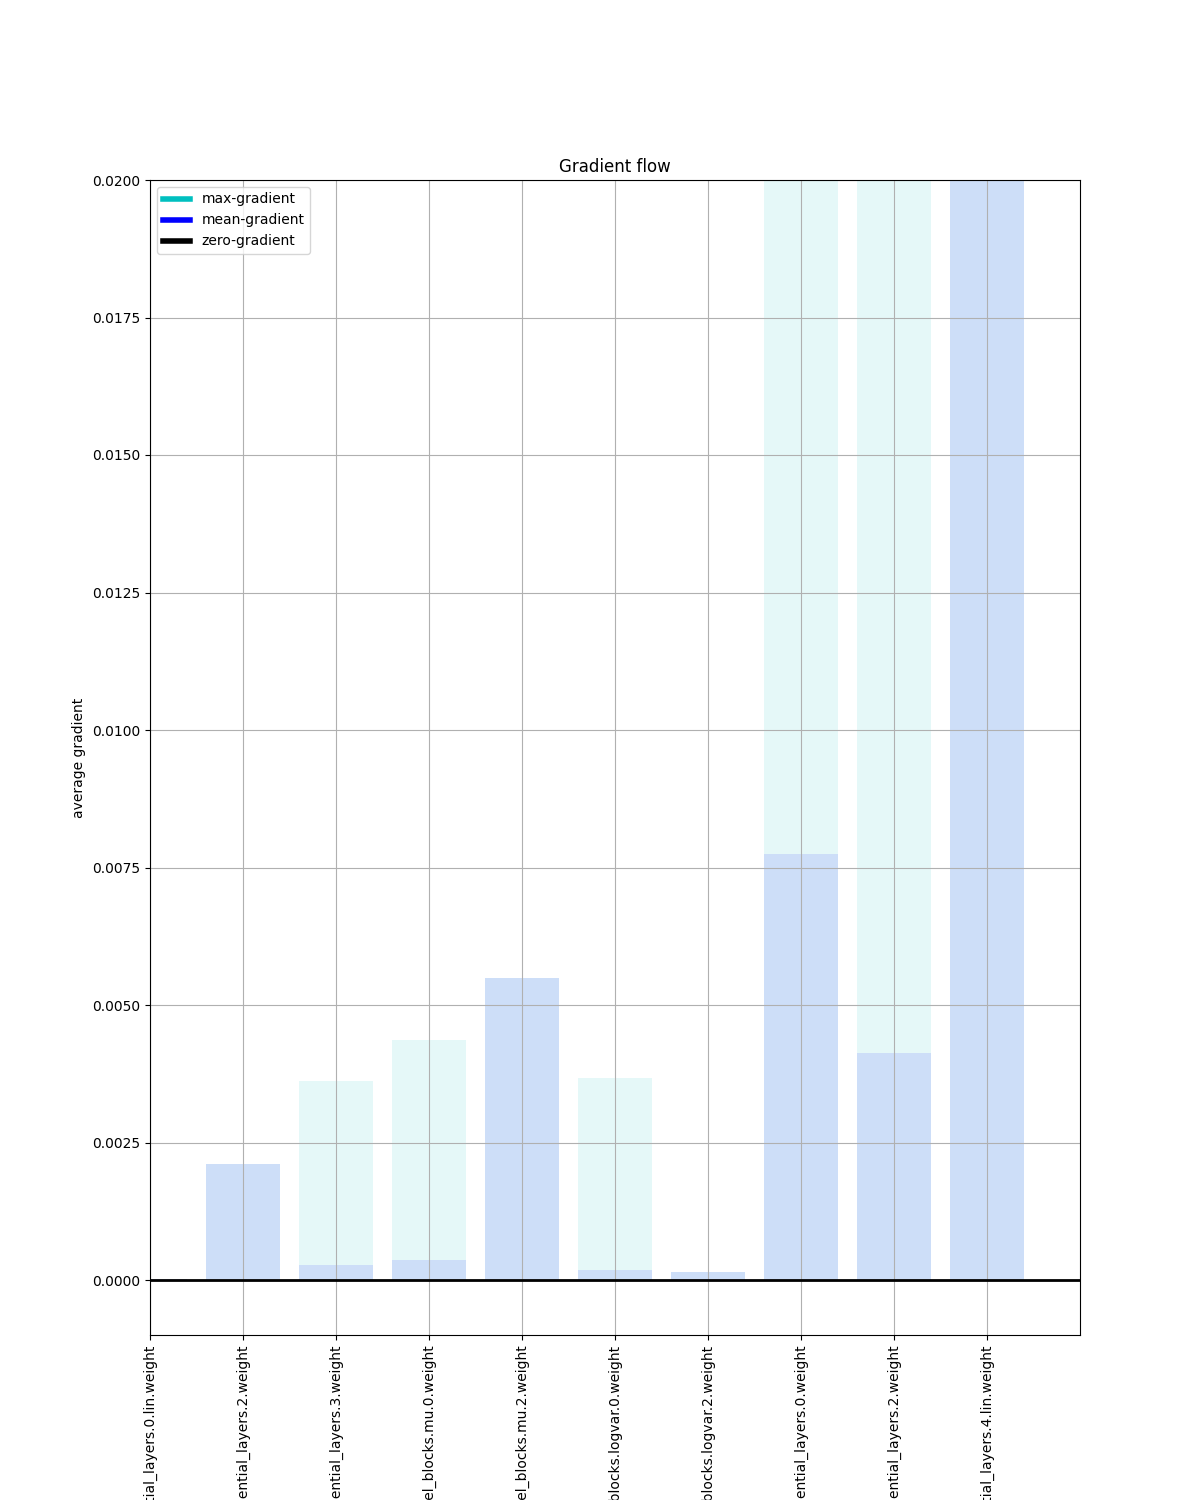 Gradient flow
max-gradient
mean-gradient
zero-gradient
0.0200
0.0175
0.0150
0.0125
0.0100
0.0075
0.0050
0.0025
0.0000
average gradient
tial_layers.0.lin.weight
ential_layers.2.weight
ential_layers.3.weight
el_blocks.mu.0.weight
el_blocks.mu.2.weight
blocks.logvar.0.weight
blocks.logvar.2.weight
ential_layers.0.weight
ential_layers.2.weight
tial_layers.4.lin.weight